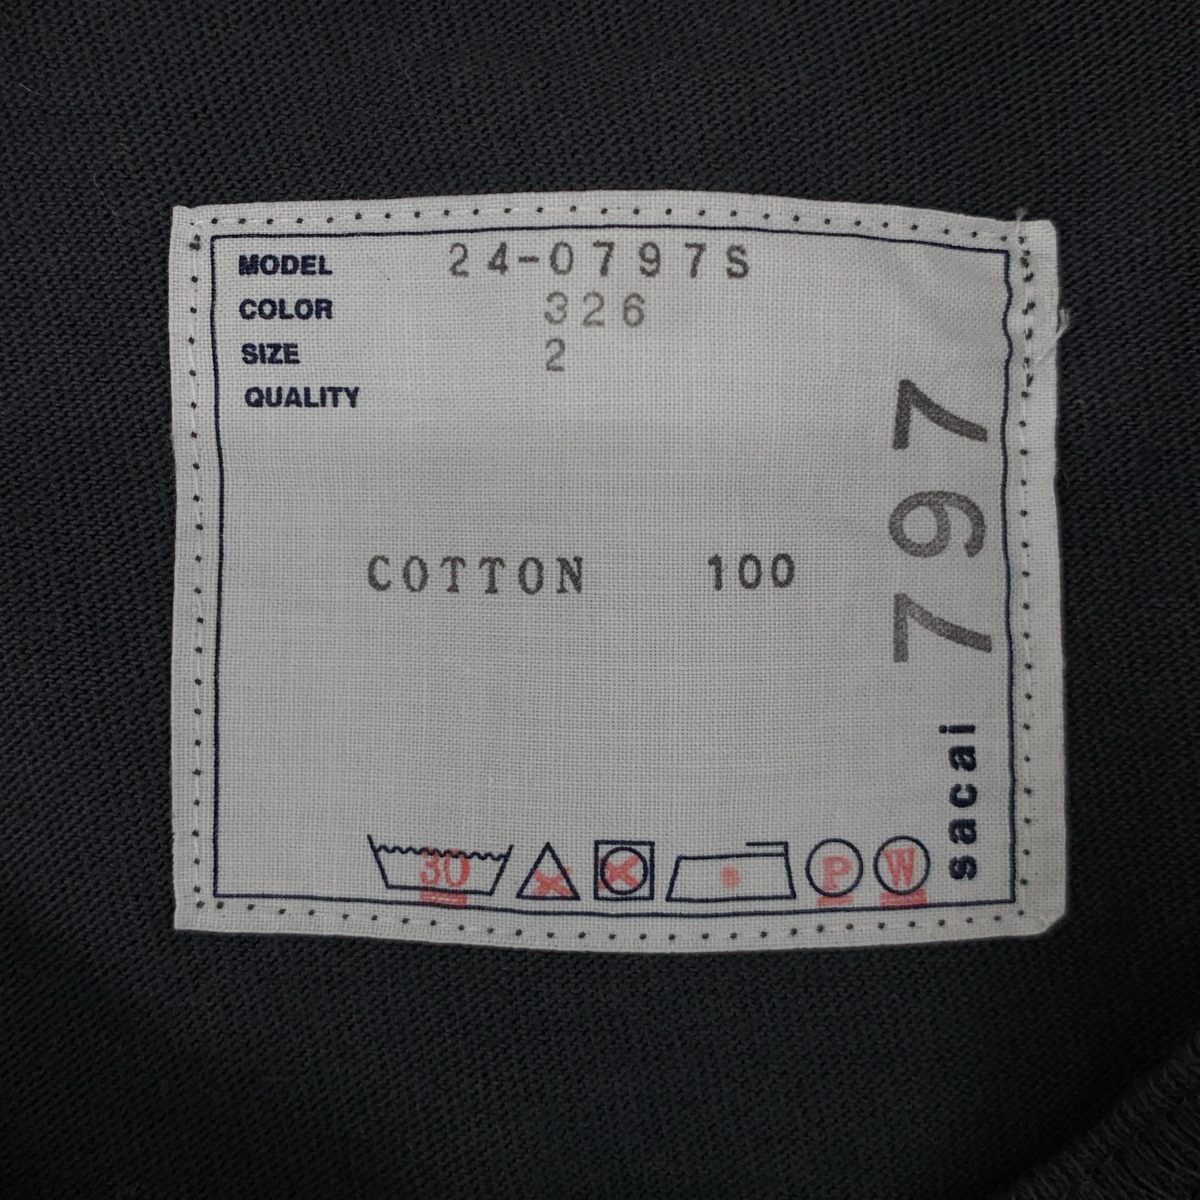 MODEL 24-0797S
COLOR 326
SIZE 2
QUALITY
COTTON 100
30
P
W
sacai 797